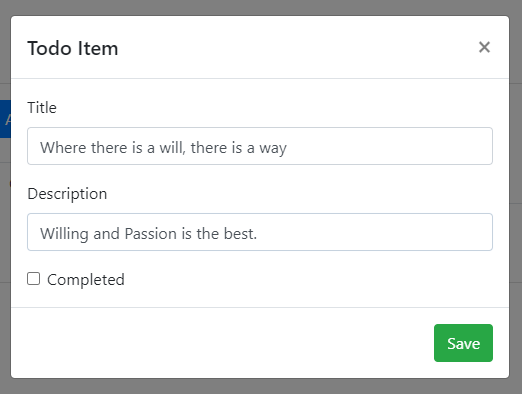 Todo Item
×
Title
Where there is a will, there is a way
Description
Willing and Passion is the best.
Completed
Save